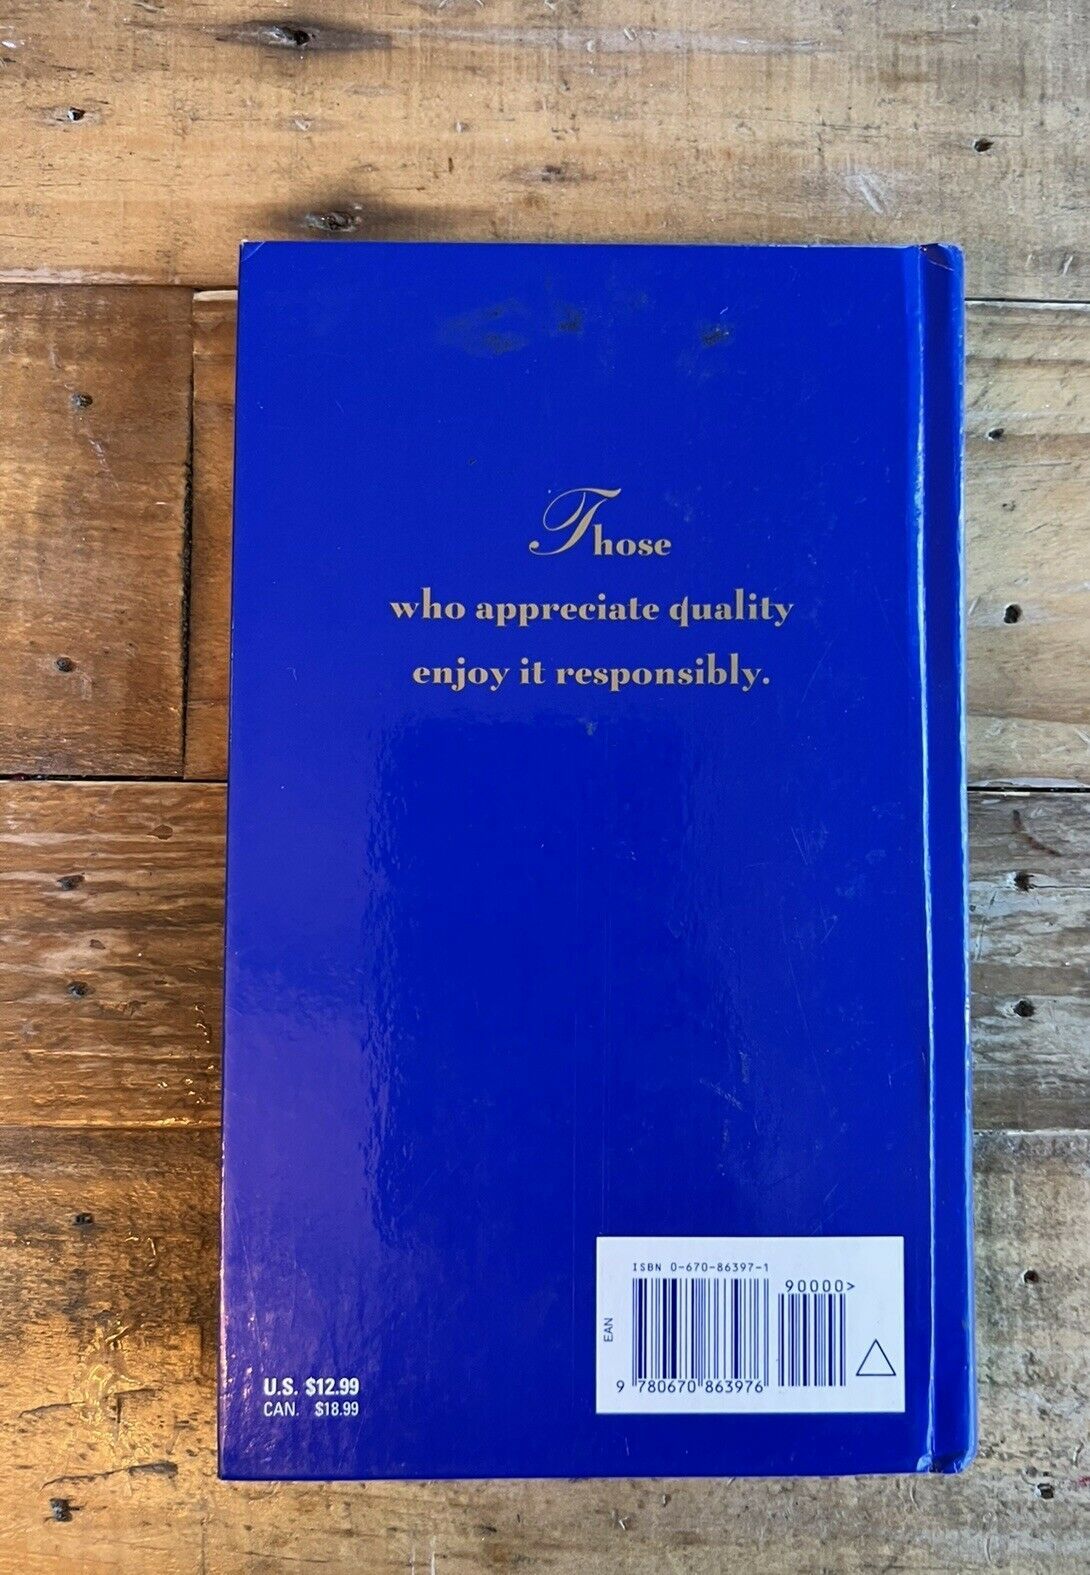 Those
who appreciate quality
enjoy it responsibly.
U.S. $12.99
CAN. $18.99
ISBN 0-670-86397-1
90000>
EAN
9 780670 863976